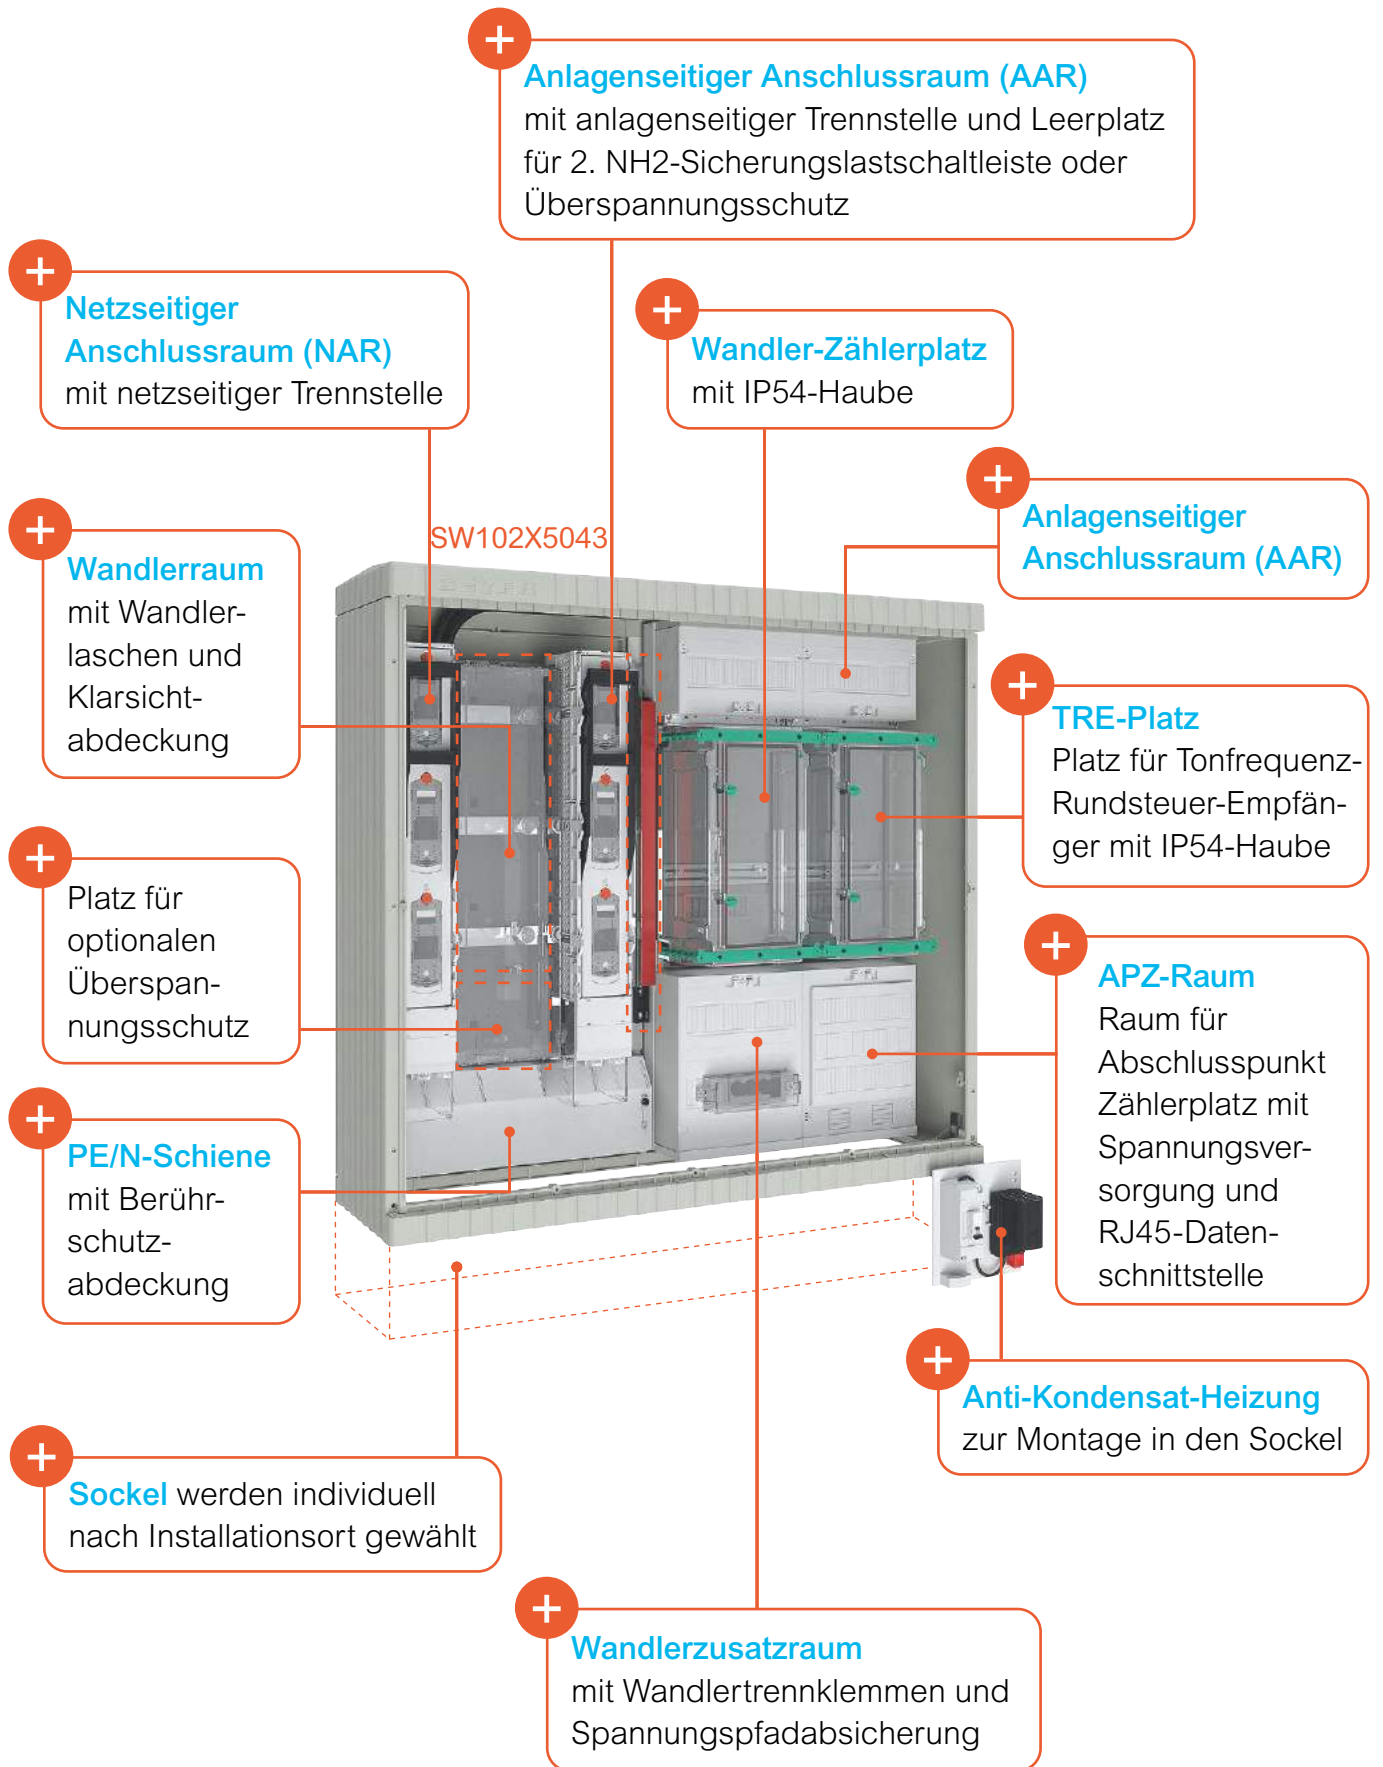 Anlagenseitiger Anschlussraum (AAR)
mit anlagenseitiger Trennstelle und Leerplatz
für 2. NH2-Sicherungslastschaltleiste oder
Überspannungsschutz
Netzseitiger
Anschlussraum (NAR)
mit netzseitiger Trennstelle
Wandler-Zählerplatz
mit IP54-Haube
Anlagenseitiger
Anschlussraum (AAR)
SW102X5043
Wandlerraum
mit Wandler-
laschen und
Klarsicht-
abdeckung
TRE-Platz
Platz für Tonfrequenz-
Rundsteuer-Empfän-
ger mit IP54-Haube
Platz für
optionalen
Überspan-
nungsschutz
APZ-Raum
Raum für
Abschlusspunkt
Zählerplatz mit
Spannungsver-
sorgung und
RJ45-Daten-
schnittstelle
PE/N-Schiene
mit Berühr-
schutz-
abdeckung
Anti-Kondensat-Heizung
zur Montage in den Sockel
Sockel werden individuell
nach Installationsort gewählt
Wandlerzusatzraum
mit Wandlertrennklemmen und
Spannungspfadabsicherung